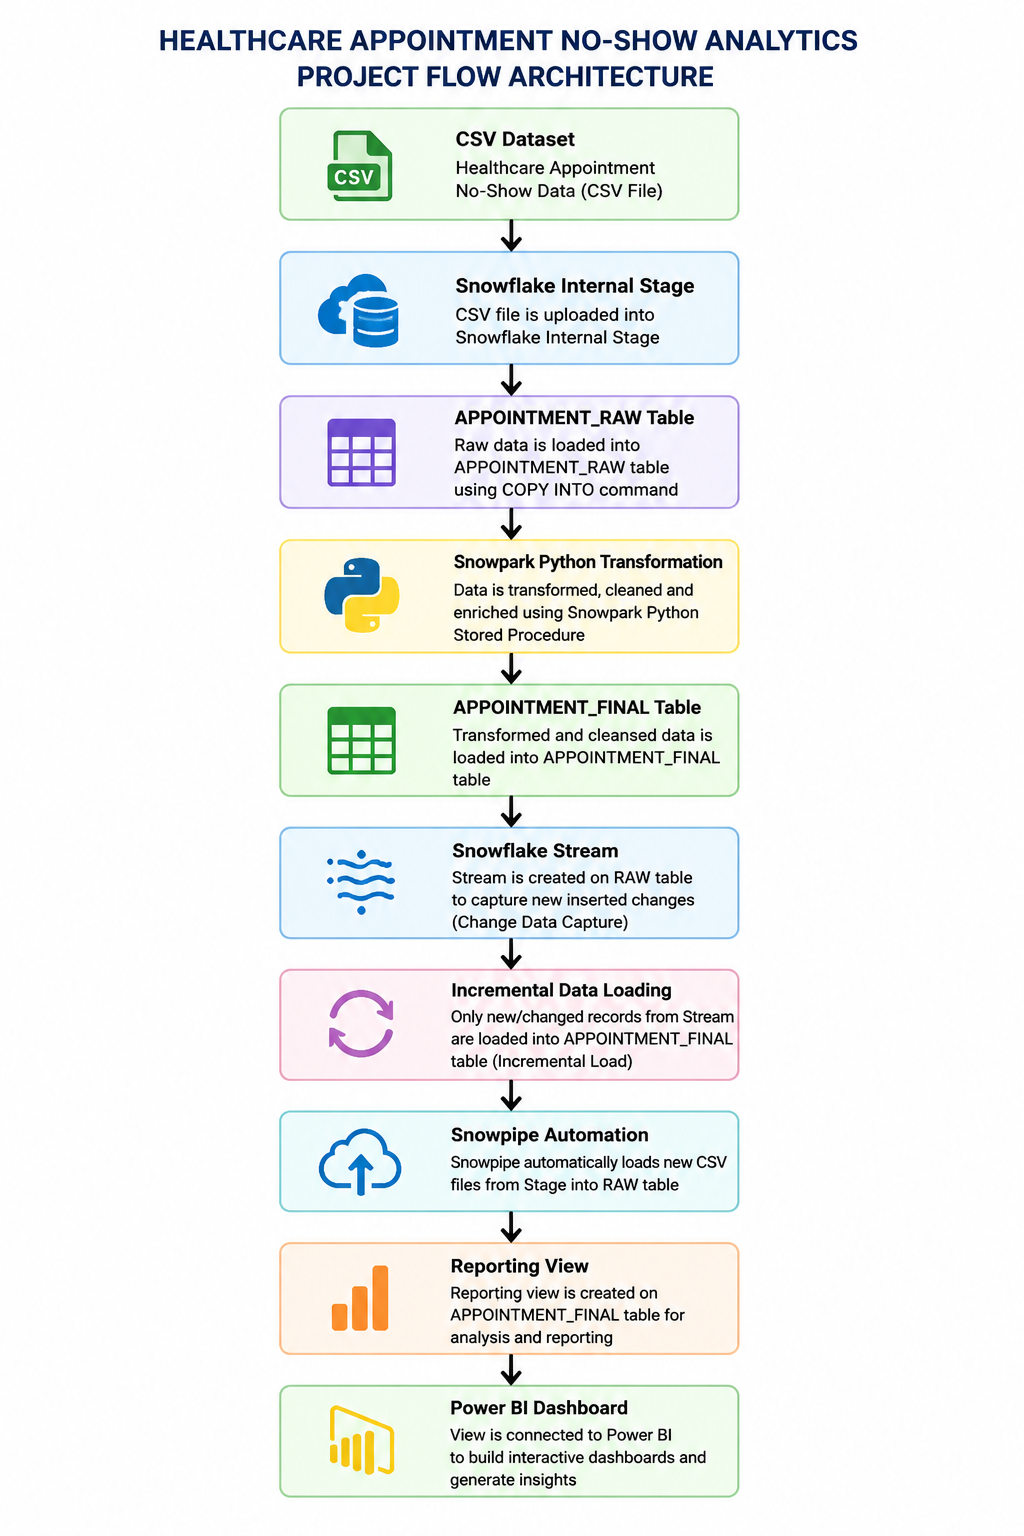 HEALTHCARE APPOINTMENT NO-SHOW ANALYTICS
PROJECT FLOW ARCHITECTURE
CSV
CSV Dataset
Healthcare Appointment
No-Show Data (CSV File)
Snowflake Internal Stage
CSV file is uploaded into
Snowflake Internal Stage
APPOINTMENT_RAW Table
Raw data is loaded into
APPOINTMENT_RAW table
using COPY INTO command
Snowpark Python Transformation
Data is transformed, cleaned and
enriched using Snowpark Python
Stored Procedure
APPOINTMENT_FINAL Table
Transformed and cleansed data is
loaded into APPOINTMENT_FINAL
table
Snowflake Stream
Stream is created on RAW table
to capture new inserted changes
(Change Data Capture)
Incremental Data Loading
Only new/changed records from Stream
are loaded into APPOINTMENT_FINAL
table (Incremental Load)
Snowpipe Automation
Snowpipe automatically loads new CSV
files from Stage into RAW table
Reporting View
Reporting view is created on
APPOINTMENT_FINAL table for
analysis and reporting
Power BI Dashboard
View is connected to Power BI
to build interactive dashboards and
generate insights